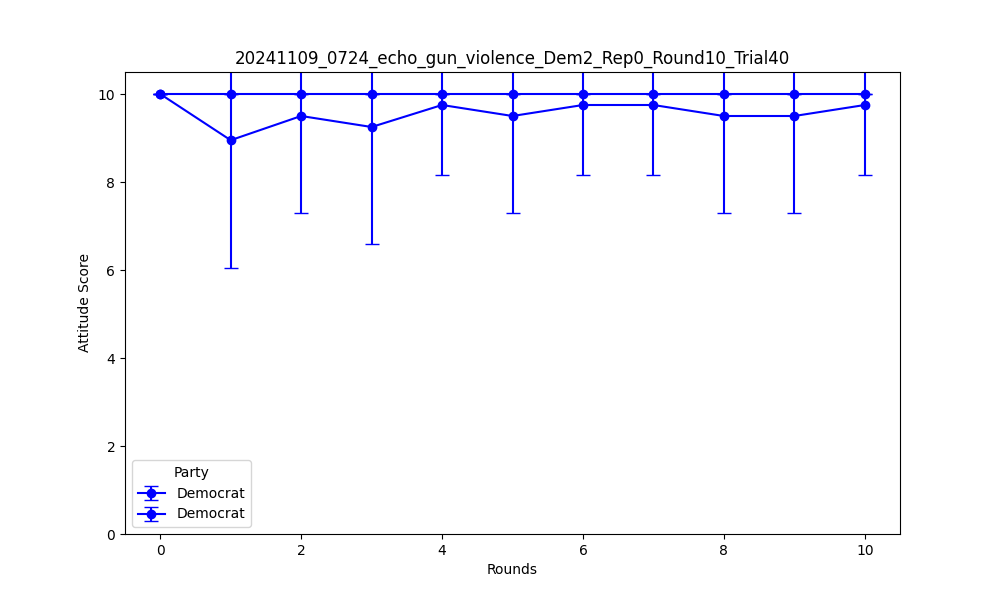 20241109_0724_echo_gun_violence_Dem2_Rep0_Round10_Trial40
10
8
6
4
2
0
Attitude Score
Party
Democrat
Democrat
0 2 4 6 8 10
Rounds